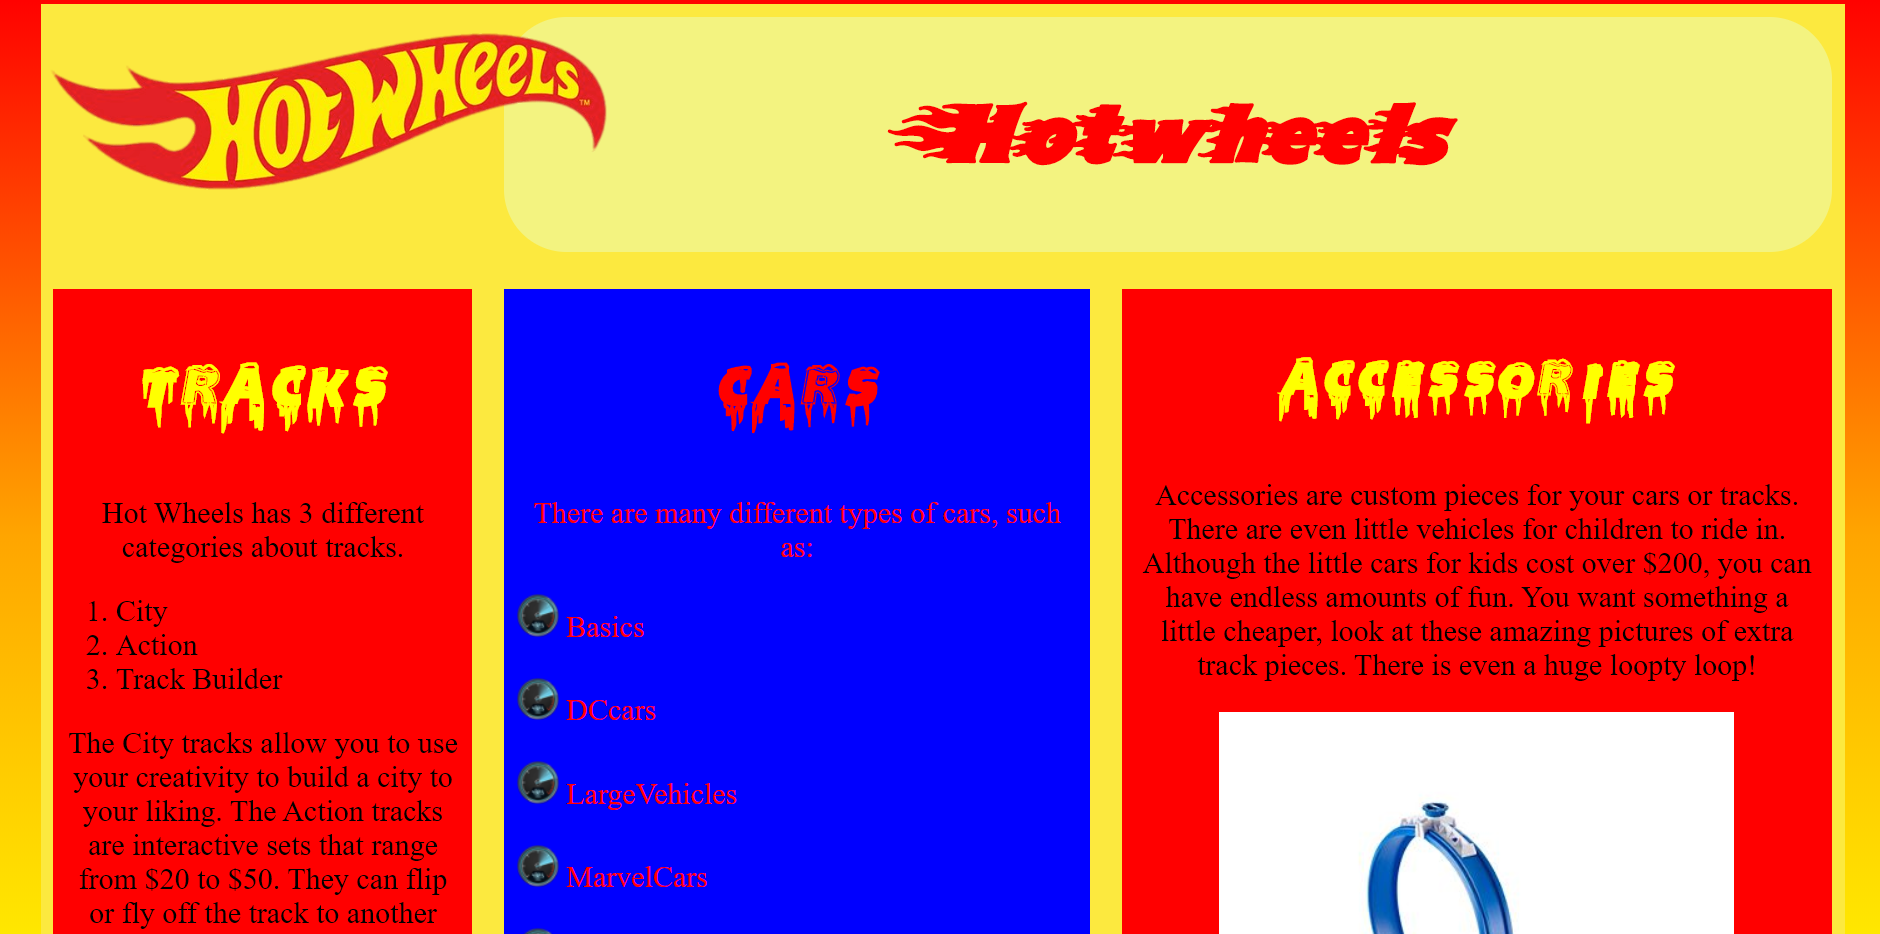 HOT WHEELS
™
Hotwheels
TRACKS
Hot Wheels has 3 different
categories about tracks.
1. City
2. Action
3. Track Builder
The City tracks allow you to use
your creativity to build a city to
your liking. The Action tracks
are interactive sets that range
from $20 to $50. They can flip
or fly off the track to another
CARS
There are many different types of cars, such
as:
Basics
DCcars
LargeVehicles
MarvelCars
ACCESSORIES
Accessories are custom pieces for your cars or tracks.
There are even little vehicles for children to ride in.
Although the little cars for kids cost over $200, you can
have endless amounts of fun. You want something a
little cheaper, look at these amazing pictures of extra
track pieces. There is even a huge loopty loop!